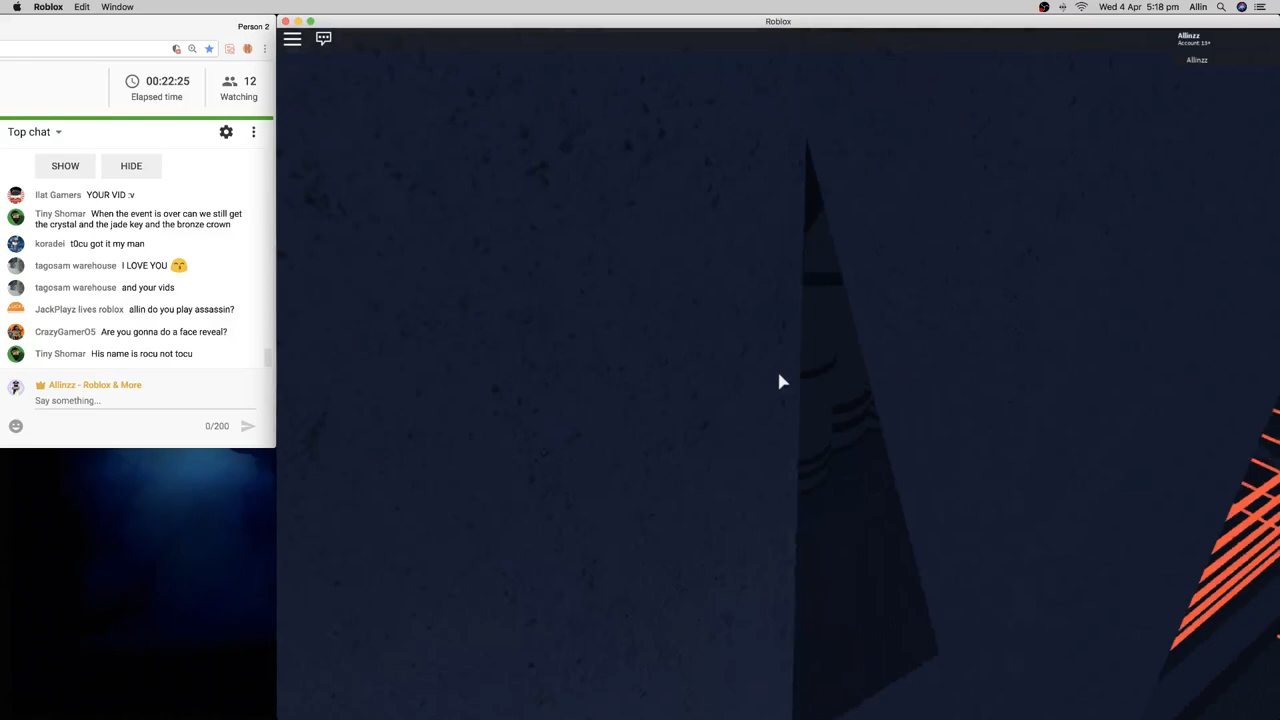 Roblox Edit Window Wed 4 Apr 5:18 pm Allin
Person 2
Roblox
Allinzz
Account: 13+
Allinzz
00:22:25
Elapsed time
12
Watching
Top chat
SHOW HIDE
Ilat Gamers YOUR VID :v
Tiny Shomar When the event is over can we still get
the crystal and the jade key and the bronze crown
koradei t0cu got it my man
tagosam warehouse I LOVE YOU
tagosam warehouse and your vids
JackPlayz lives roblox allin do you play assassin?
CrazyGamerO5 Are you gonna do a face reveal?
Tiny Shomar His name is rocu not tocu
Allinzz - Roblox & More
Say something...
0/200